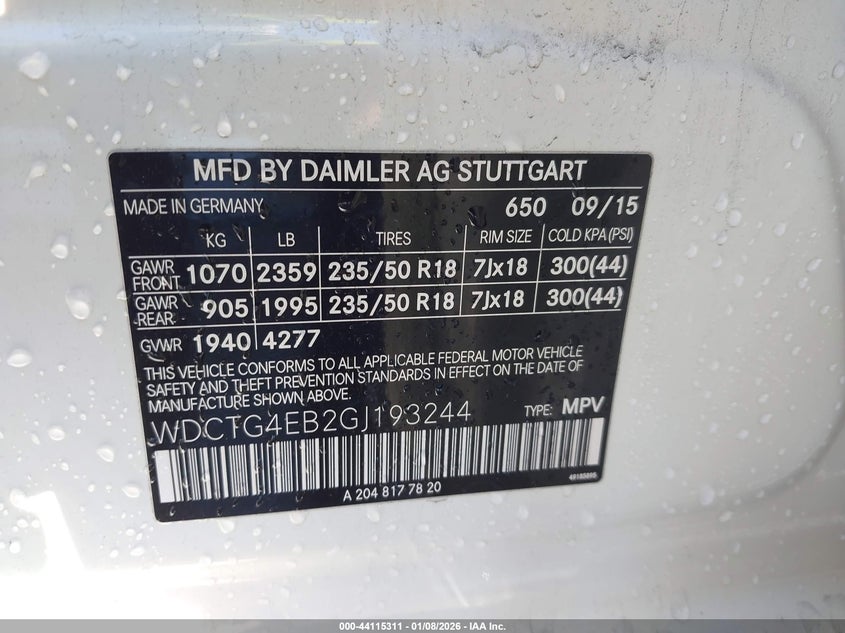 MFD BY DAIMLER AG STUTTGART
MADE IN GERMANY 650 09/15
KG LB TIRES RIM SIZE COLD KPA (PSI)
GAWR FRONT 1070 2359 235/50 R18 7Jx18 300(44)
GAWR REAR 905 1995 235/50 R18 7Jx18 300(44)
GVWR 1940 4277
THIS VEHICLE CONFORMS TO ALL APPLICABLE FEDERAL MOTOR VEHICLE
SAFETY AND THEFT PREVENTION STANDARDS IN EFFECT ON THE DATE OF
MANUFACTURE SHOWN ABOVE.
WDCTG4EB2GJ193244 TYPE: MPV
A 204 817 78 20
000-44115311 - 01/08/2026 - IAA Inc.